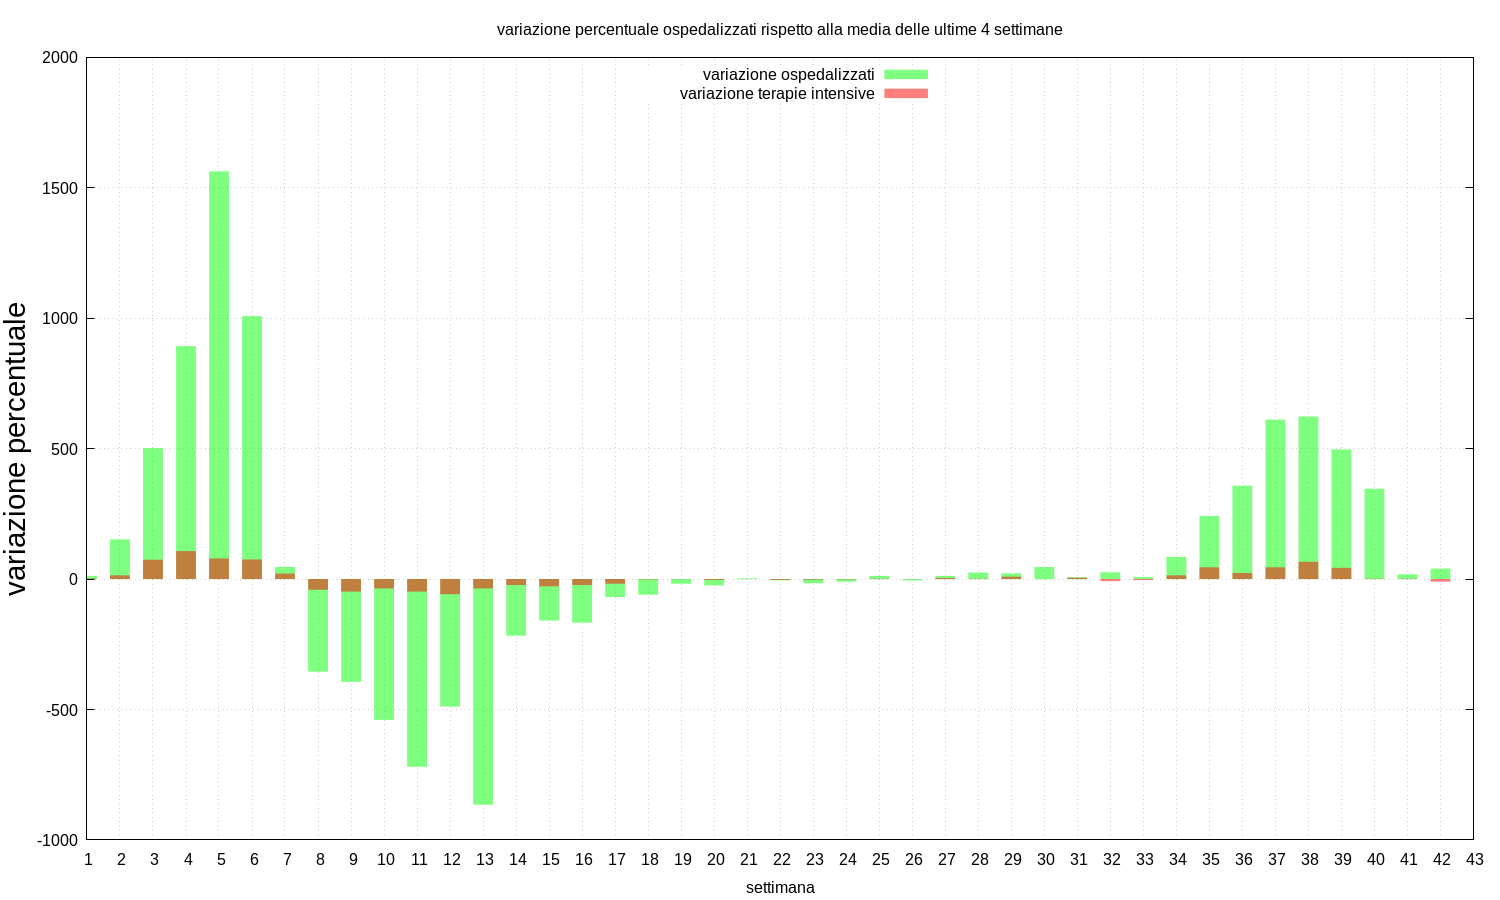 variazione percentuale ospedalizzati rispetto alla media delle ultime 4 settimane
variazione ospedalizzati
variazione terapie intensive
variazione percentuale
2000
1500
1000
500
0
-500
-1000
1 2 3 4 5 6 7 8 9 10 11 12 13 14 15 16 17 18 19 20 21 22 23 24 25 26 27 28 29 30 31 32 33 34 35 36 37 38 39 40 41 42 43
settimana